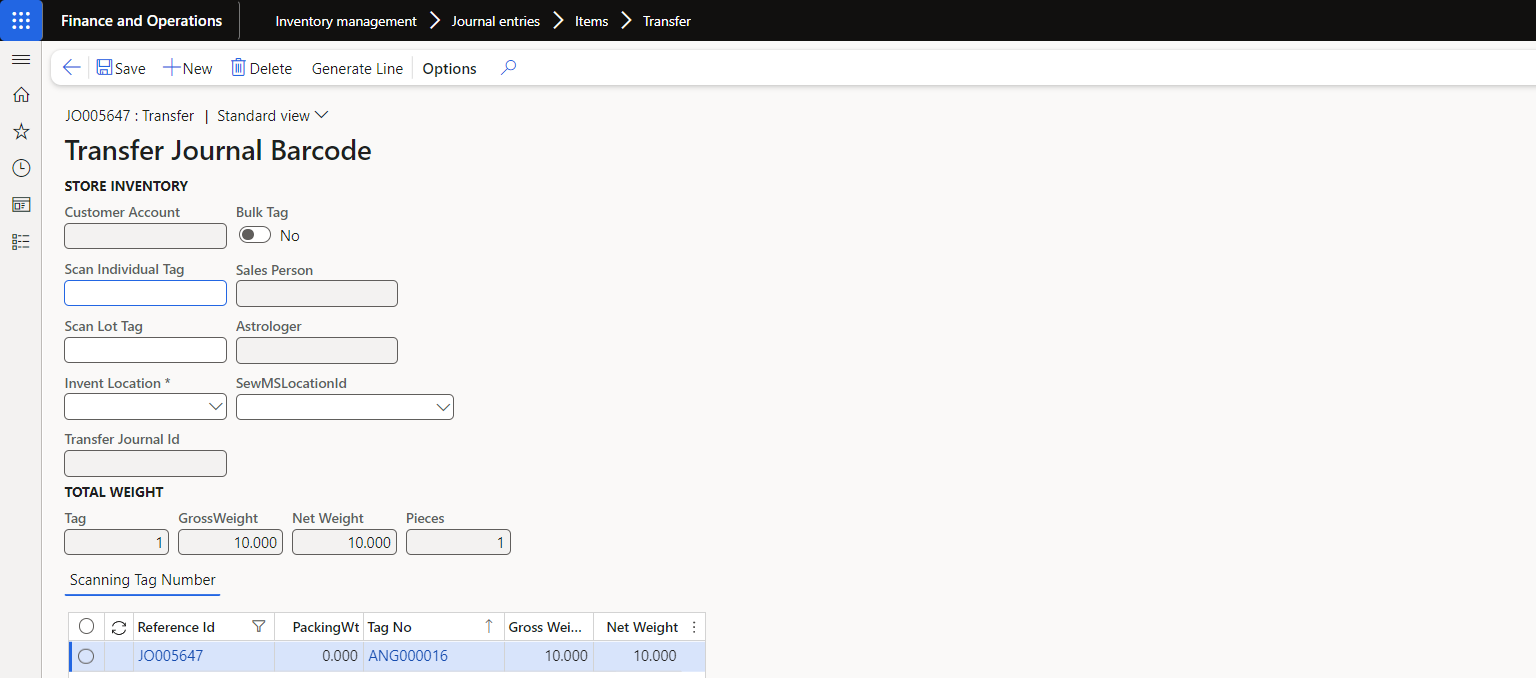 Finance and Operations Inventory management Journal entries Items Transfer
Save New Delete Generate Line Options
JO005647 : Transfer | Standard view
Transfer Journal Barcode
STORE INVENTORY
Customer Account Bulk Tag
No
Scan Individual Tag Sales Person
Scan Lot Tag Astrologer
Invent Location * SewMSLocationId
Transfer Journal Id
TOTAL WEIGHT
Tag GrossWeight Net Weight Pieces
1 10.000 10.000 1
Scanning Tag Number
Reference Id PackingWt Tag No Gross Wei... Net Weight
JO005647 0.000 ANG000016 10.000 10.000